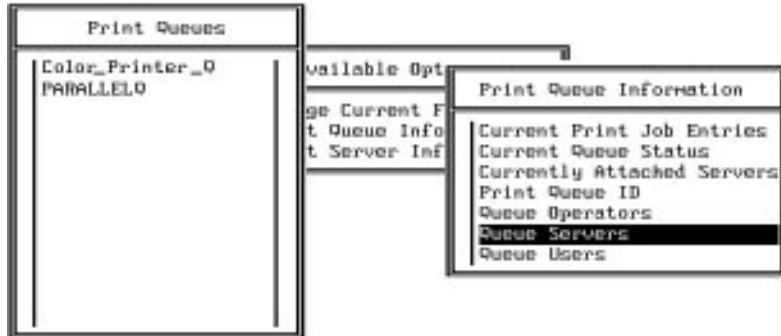 Print Queues
Color_Printer_Q
PARALLELQ
vailable Opt
ge Current F
t Queue Info
t Server Inf
Print Queue Information
Current Print Job Entries
Current Queue Status
Currently Attached Servers
Print Queue ID
Queue Operators
Queue Servers
Queue Users